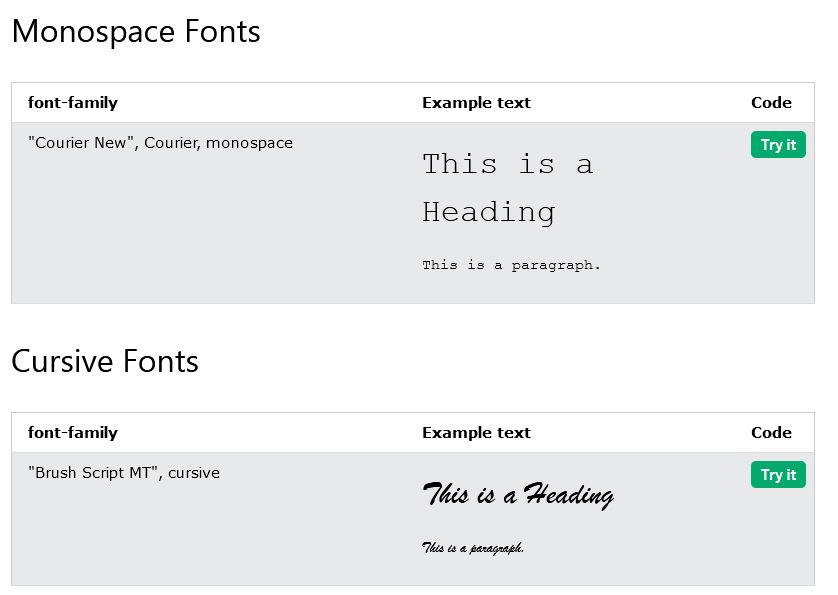 Monospace Fonts
font-family Example text Code
"Courier New", Courier, monospace This is a Try it
Heading
This is a paragraph.
Cursive Fonts
font-family Example text Code
"Brush Script MT", cursive This is a Heading Try it
This is a paragraph.